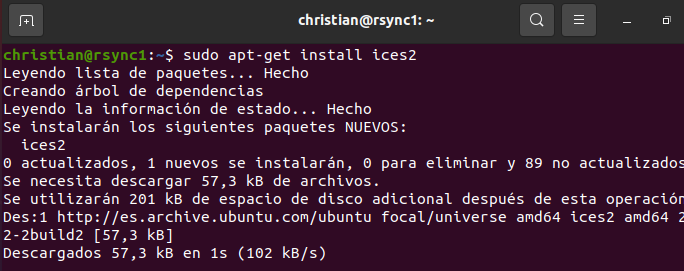 christian@rsync1: ~
christian@rsync1:~$ sudo apt-get install ices2
Leyendo lista de paquetes... Hecho
Creando árbol de dependencias
Leyendo la información de estado... Hecho
Se instalarán los siguientes paquetes NUEVOS:
ices2
0 actualizados, 1 nuevos se instalarán, 0 para eliminar y 89 no actualizados
Se necesita descargar 57,3 kB de archivos.
Se utilizarán 201 kB de espacio de disco adicional después de esta operación
Des:1 http://es.archive.ubuntu.com/ubuntu focal/universe amd64 ices2 amd64 2
2-2build2 [57,3 kB]
Descargados 57,3 kB en 1s (102 kB/s)